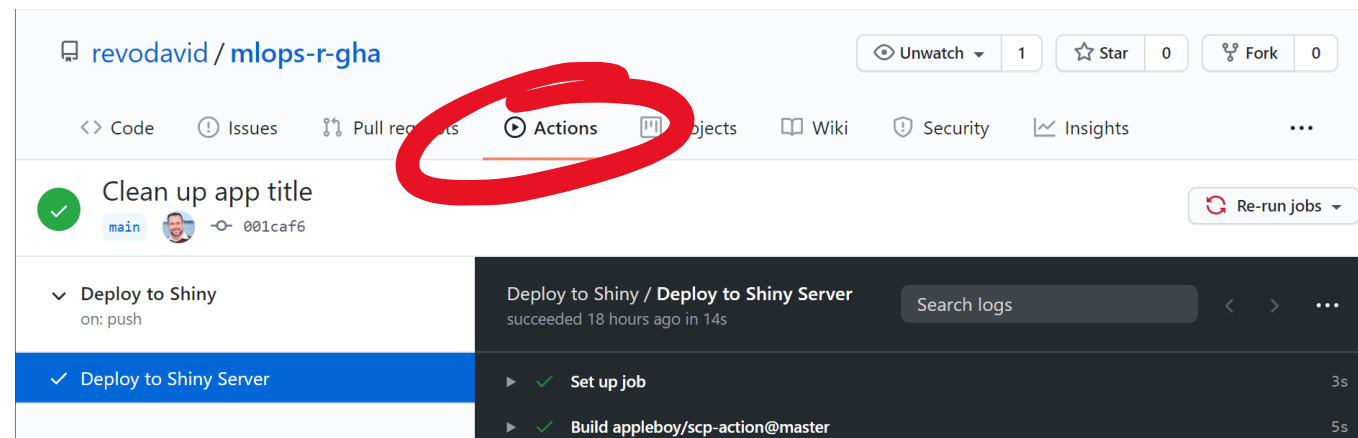 revodavid / mlops-r-gha
Unwatch 1 Star 0 Fork 0
Code Issues Pull requests Actions Projects Wiki Security Insights ...
Clean up app title
main 001caf6
Re-run jobs
Deploy to Shiny
on: push
Deploy to Shiny Server
Deploy to Shiny / Deploy to Shiny Server
succeeded 18 hours ago in 14s
Search logs
Set up job 3s
Build appleboy/scp-action@master 5s